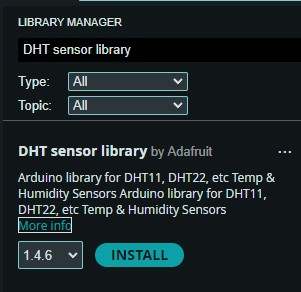 LIBRARY MANAGER
DHT sensor library
Type: All
Topic: All
DHT sensor library by Adafruit
Arduino library for DHT11, DHT22, etc Temp &
Humidity Sensors Arduino library for DHT11,
DHT22, etc Temp & Humidity Sensors
More info
1.4.6 INSTALL